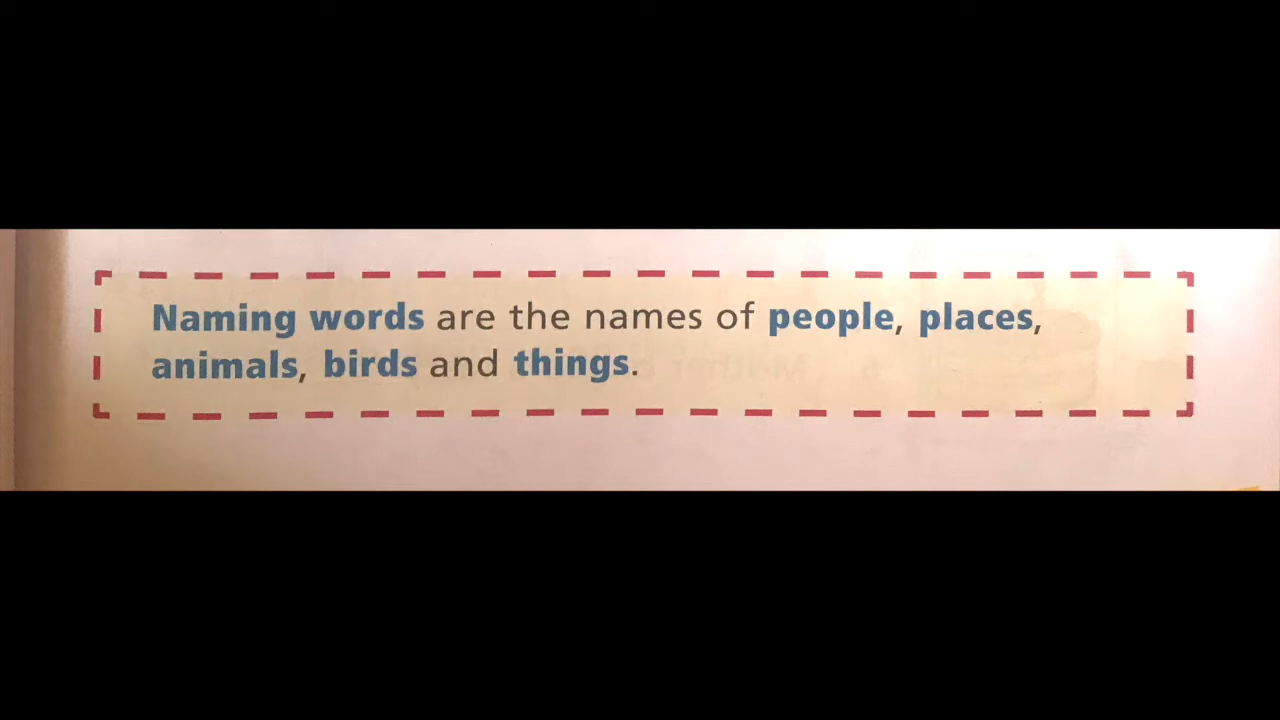 Naming words are the names of people, places,
animals, birds and things.